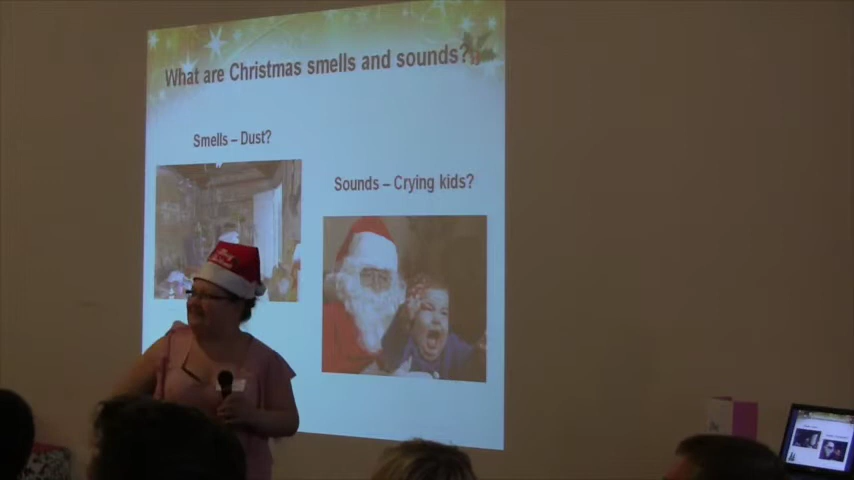 What are Christmas smells and sounds?
Smells – Dust?
Sounds – Crying kids?